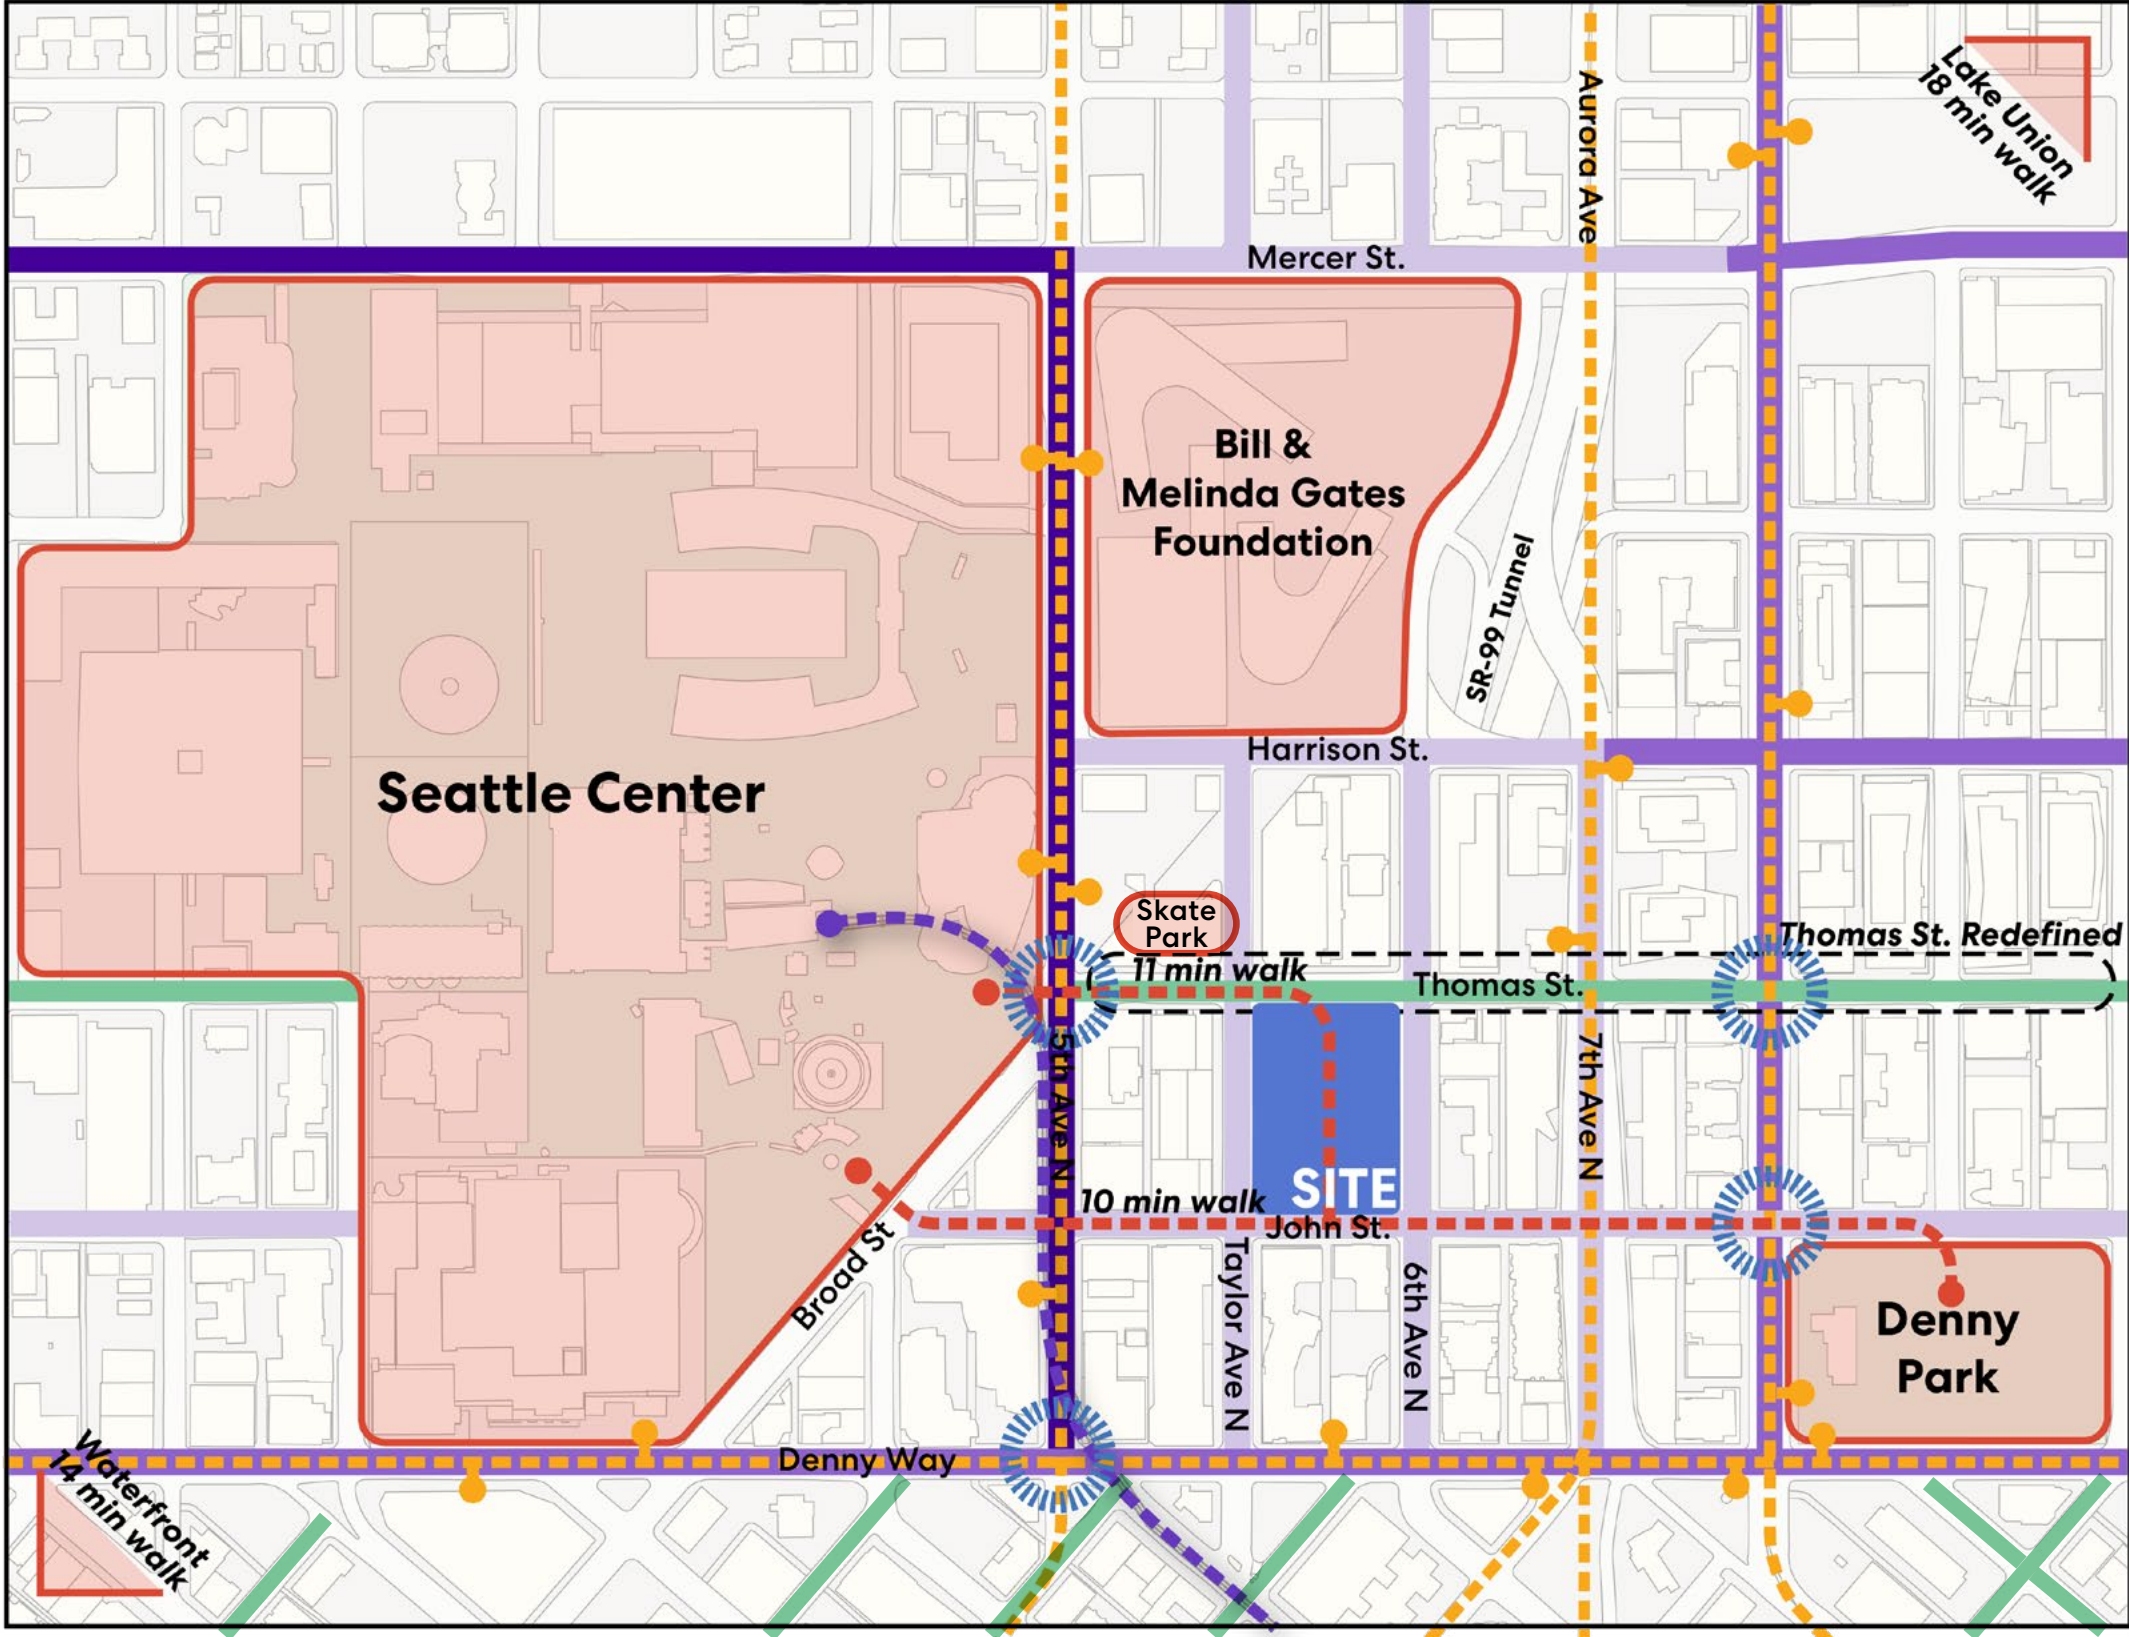 Lake Union
18 min walk
Aurora Ave
Mercer St.
Bill &
Melinda Gates
Foundation
SR-99 Tunnel
Harrison St.
Seattle Center
Skate
Park
Thomas St. Redefined
11 min walk
Thomas St.
5th Ave N
7th Ave N
SITE
10 min walk
John St.
Broad St
Taylor Ave N
6th Ave N
Denny
Park
Denny Way
Waterfront
14 min walk